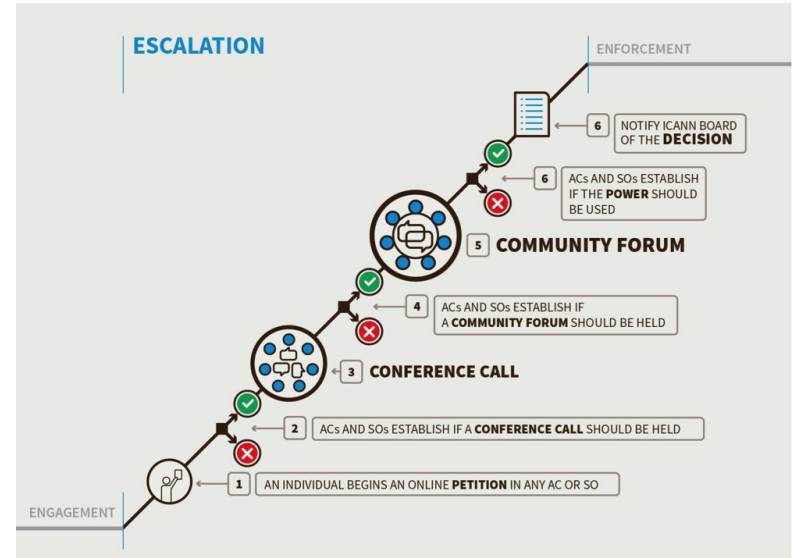 ESCALATION
ENFORCEMENT
6 NOTIFY ICANN BOARD
OF THE DECISION
6 ACs AND SOs ESTABLISH
IF THE POWER SHOULD
BE USED
5 COMMUNITY FORUM
4 ACs AND SOs ESTABLISH IF
A COMMUNITY FORUM SHOULD BE HELD
3 CONFERENCE CALL
2 ACs AND SOs ESTABLISH IF A CONFERENCE CALL SHOULD BE HELD
1 AN INDIVIDUAL BEGINS AN ONLINE PETITION IN ANY AC OR SO
ENGAGEMENT